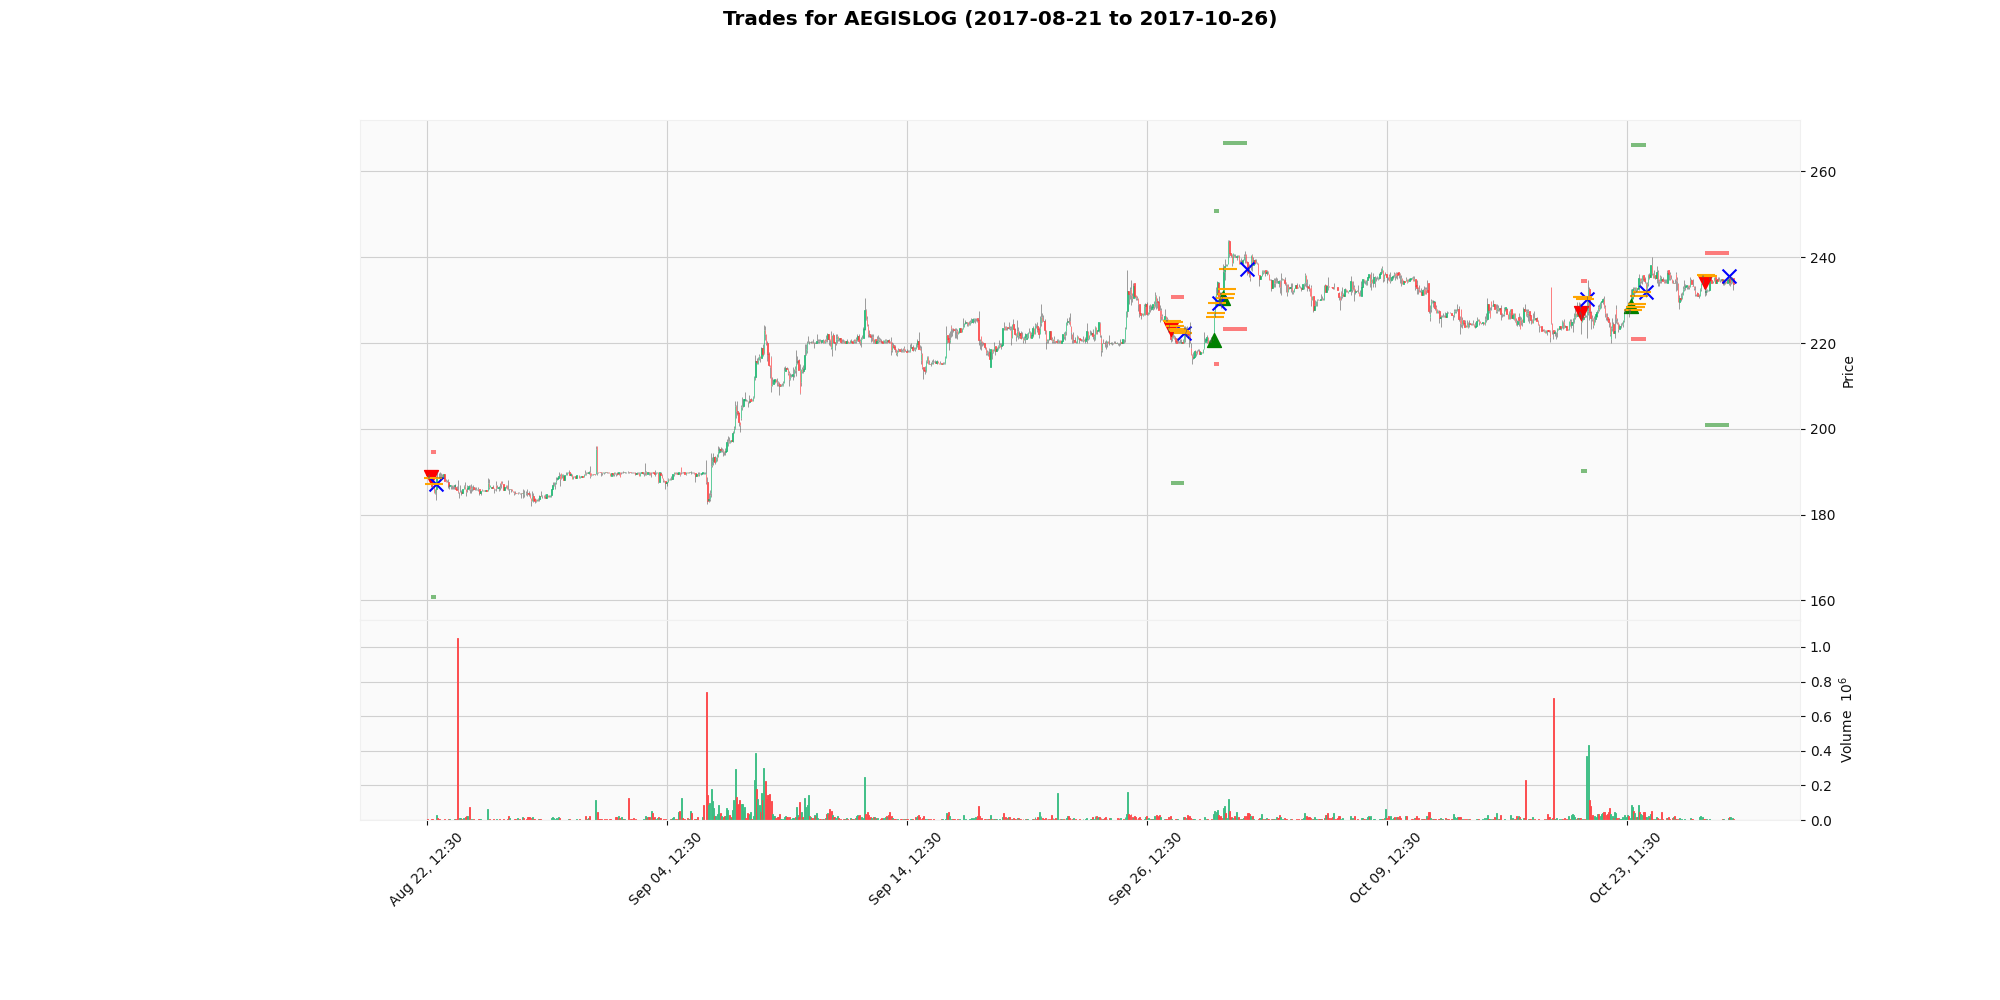 Trades for AEGISLOG (2017-08-21 to 2017-10-26)
260
240
220
200
180
160
Price
1.0
0.8
0.6
0.4
0.2
0.0
Volume 10⁶
Aug 22, 12:30
Sep 04, 12:30
Sep 14, 12:30
Sep 26, 12:30
Oct 09, 12:30
Oct 23, 11:30